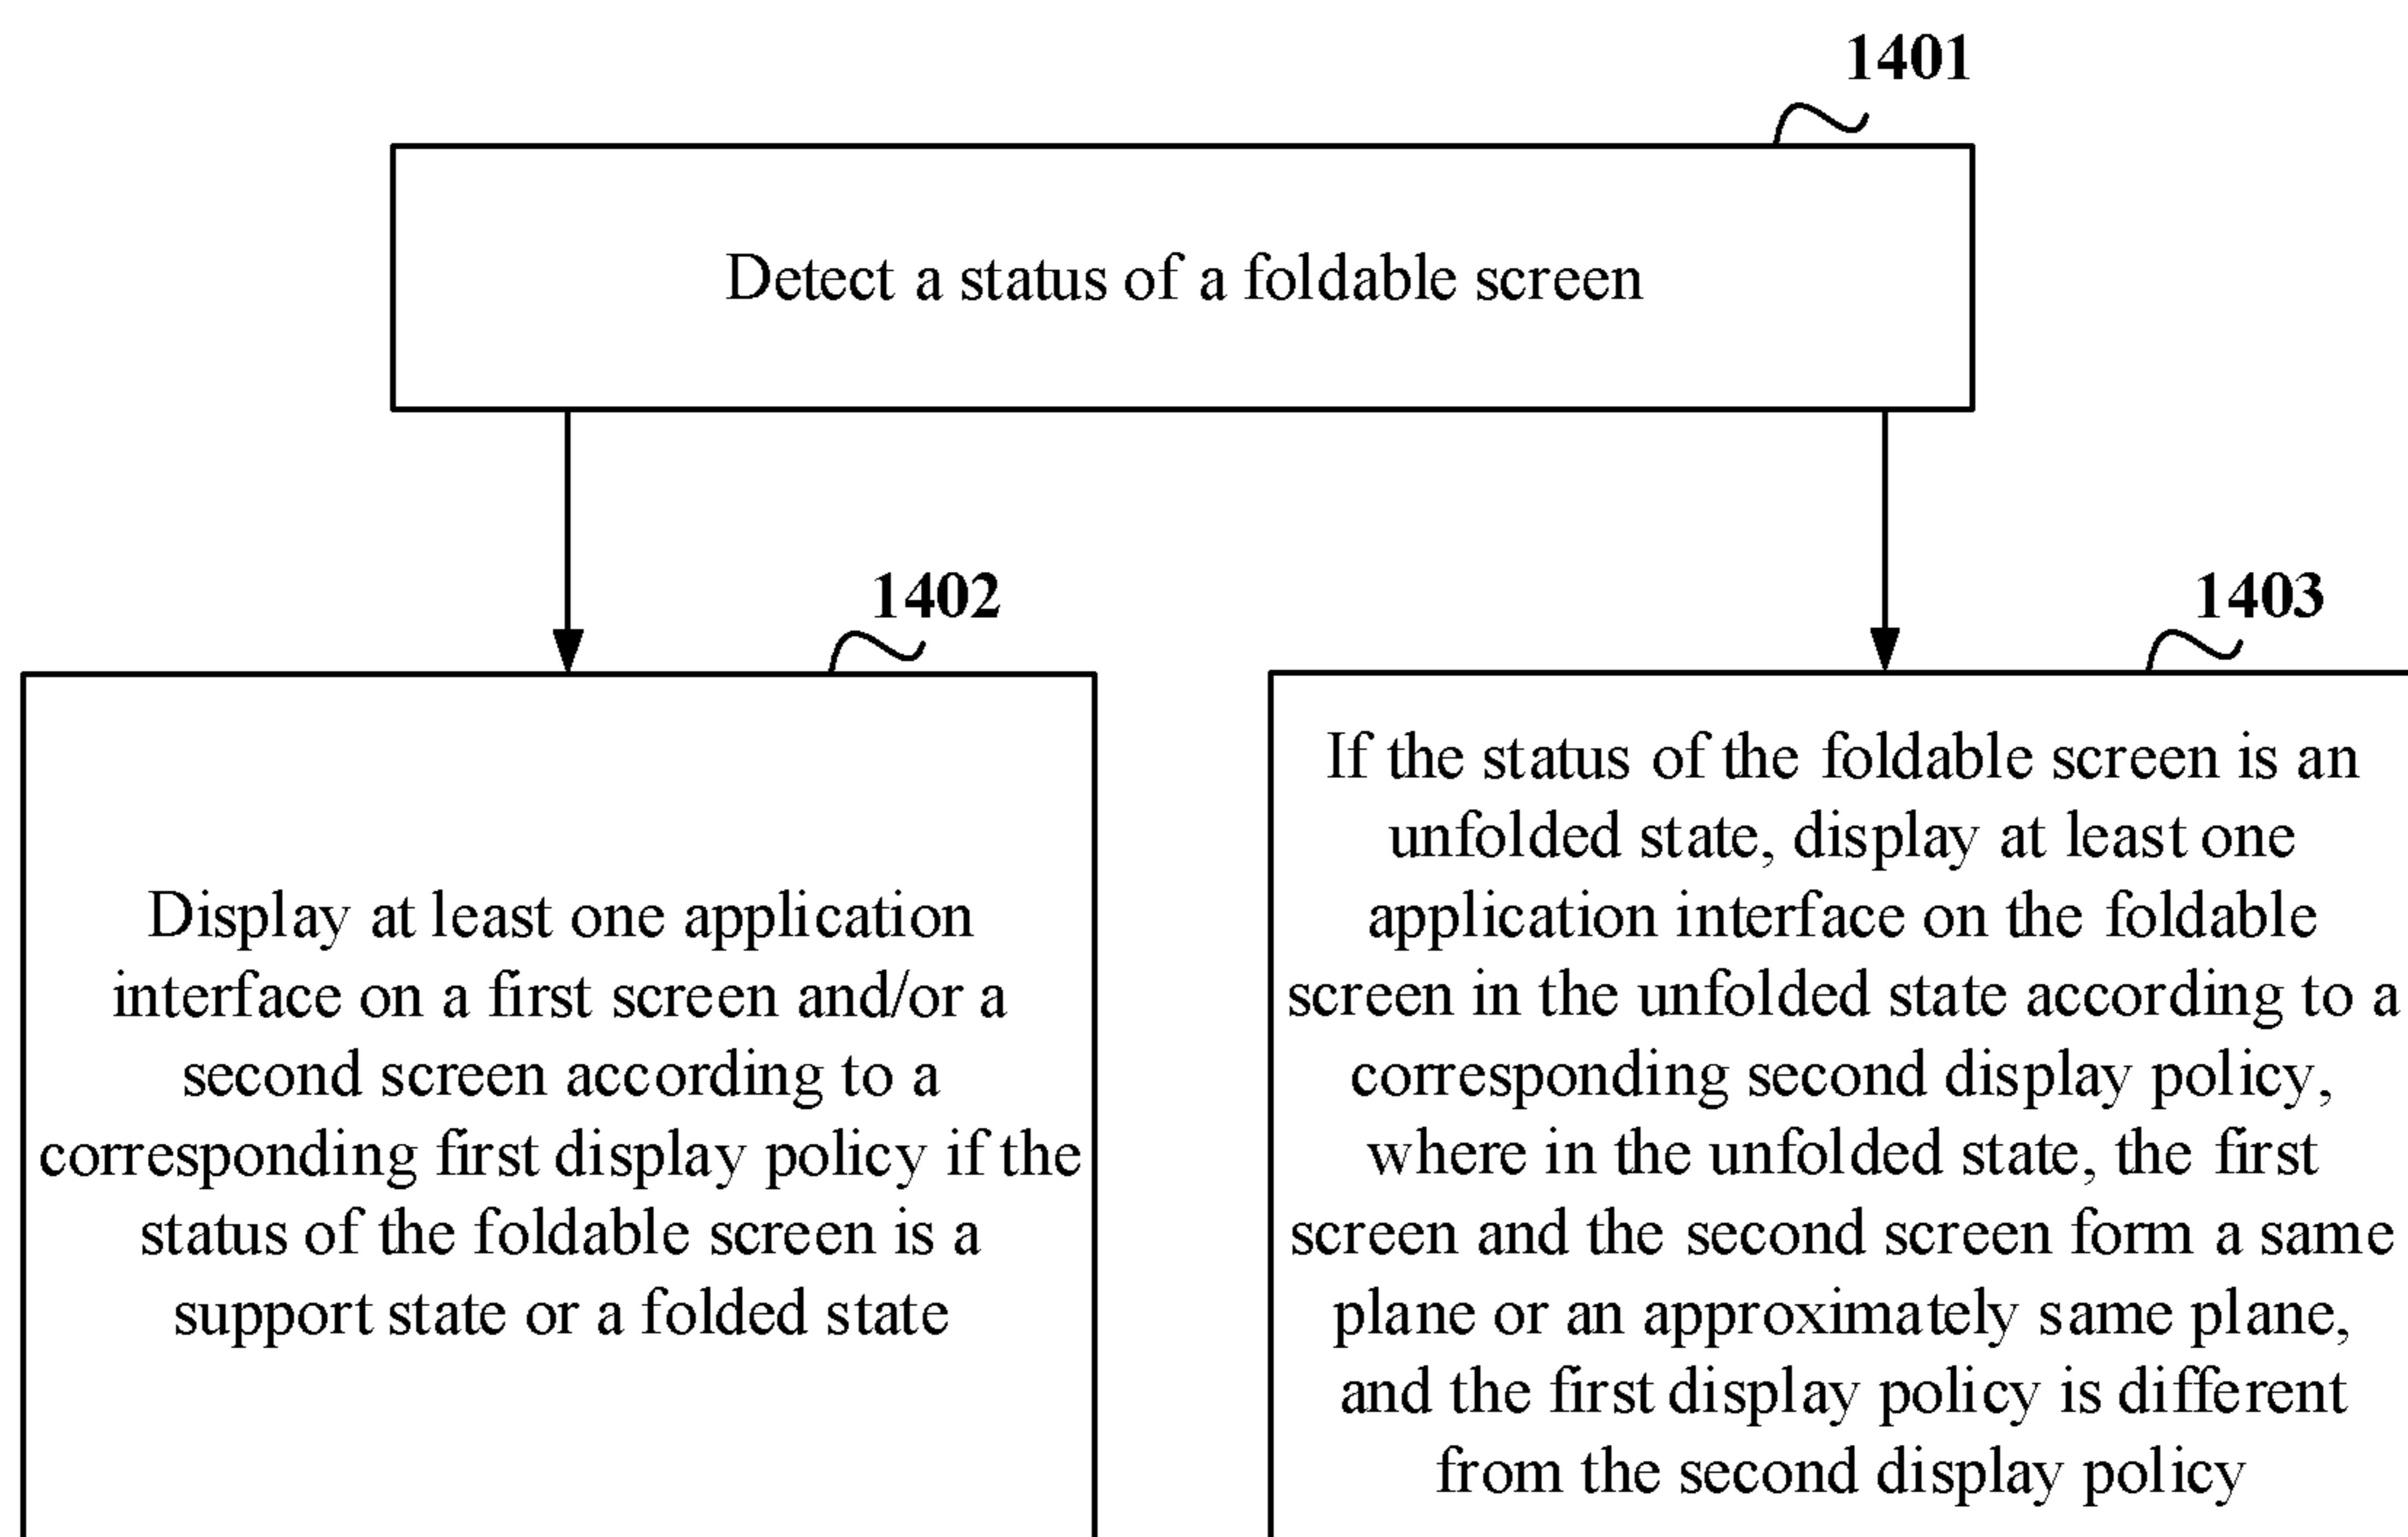 1401
Detect a status of a foldable screen
1402
Display at least one application
interface on a first screen and/or a
second screen according to a
corresponding first display policy if the
status of the foldable screen is a
support state or a folded state
1403
If the status of the foldable screen is an
unfolded state, display at least one
application interface on the foldable
screen in the unfolded state according to a
corresponding second display policy,
where in the unfolded state, the first
screen and the second screen form a same
plane or an approximately same plane,
and the first display policy is different
from the second display policy